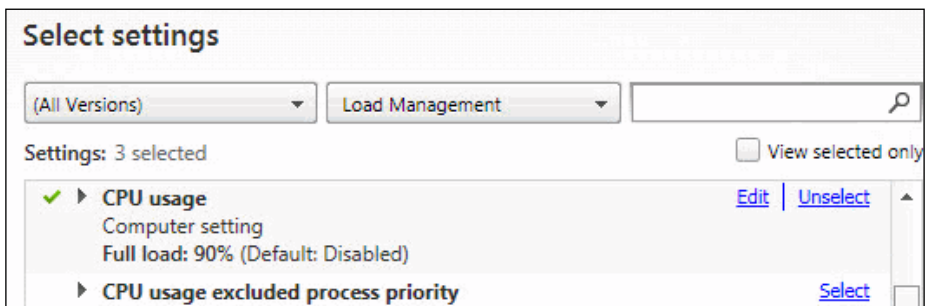 Select settings
(All Versions) Load Management
Settings: 3 selected View selected only
CPU usage Edit Unselect
Computer setting
Full load: 90% (Default: Disabled)
CPU usage excluded process priority Select